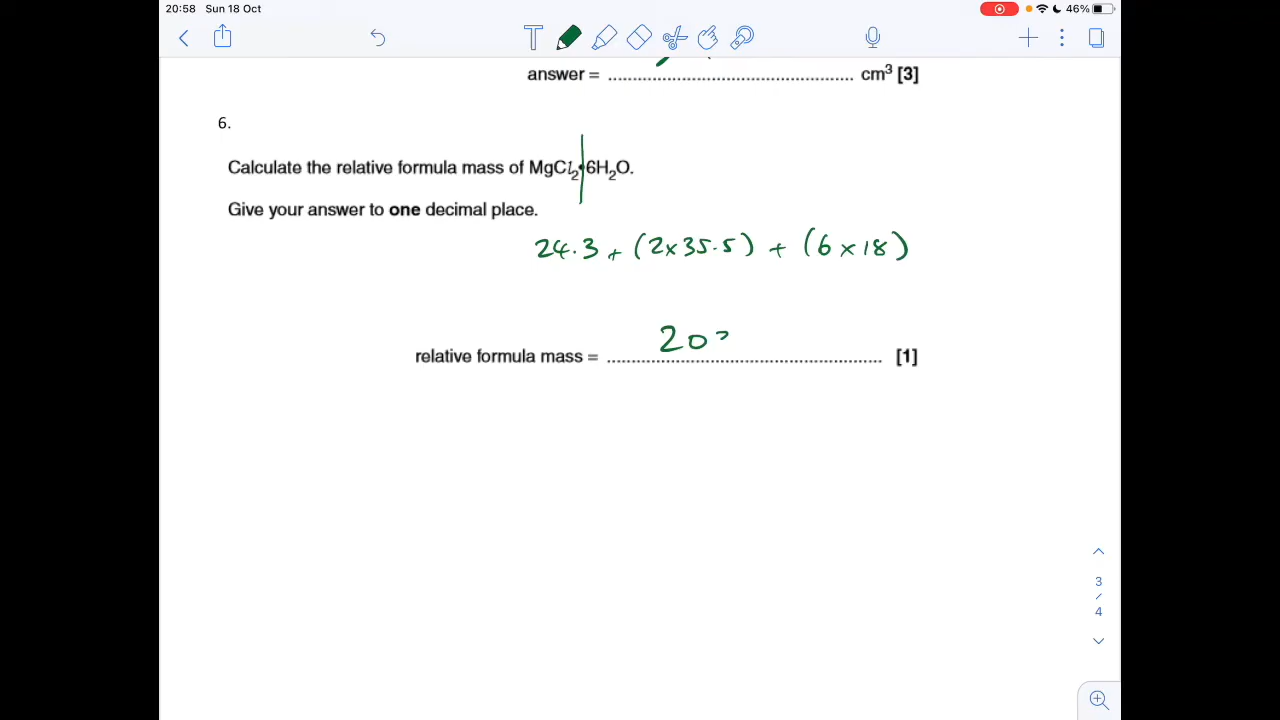 20:58 Sun 18 Oct 46%
T
answer = ........................................ cm³ [3]
6.
Calculate the relative formula mass of MgCl₂•6H₂O.
Give your answer to one decimal place.
24.3 + (2x35.5) + (6x18)
20
relative formula mass = ........................................ [1]
3
/
4